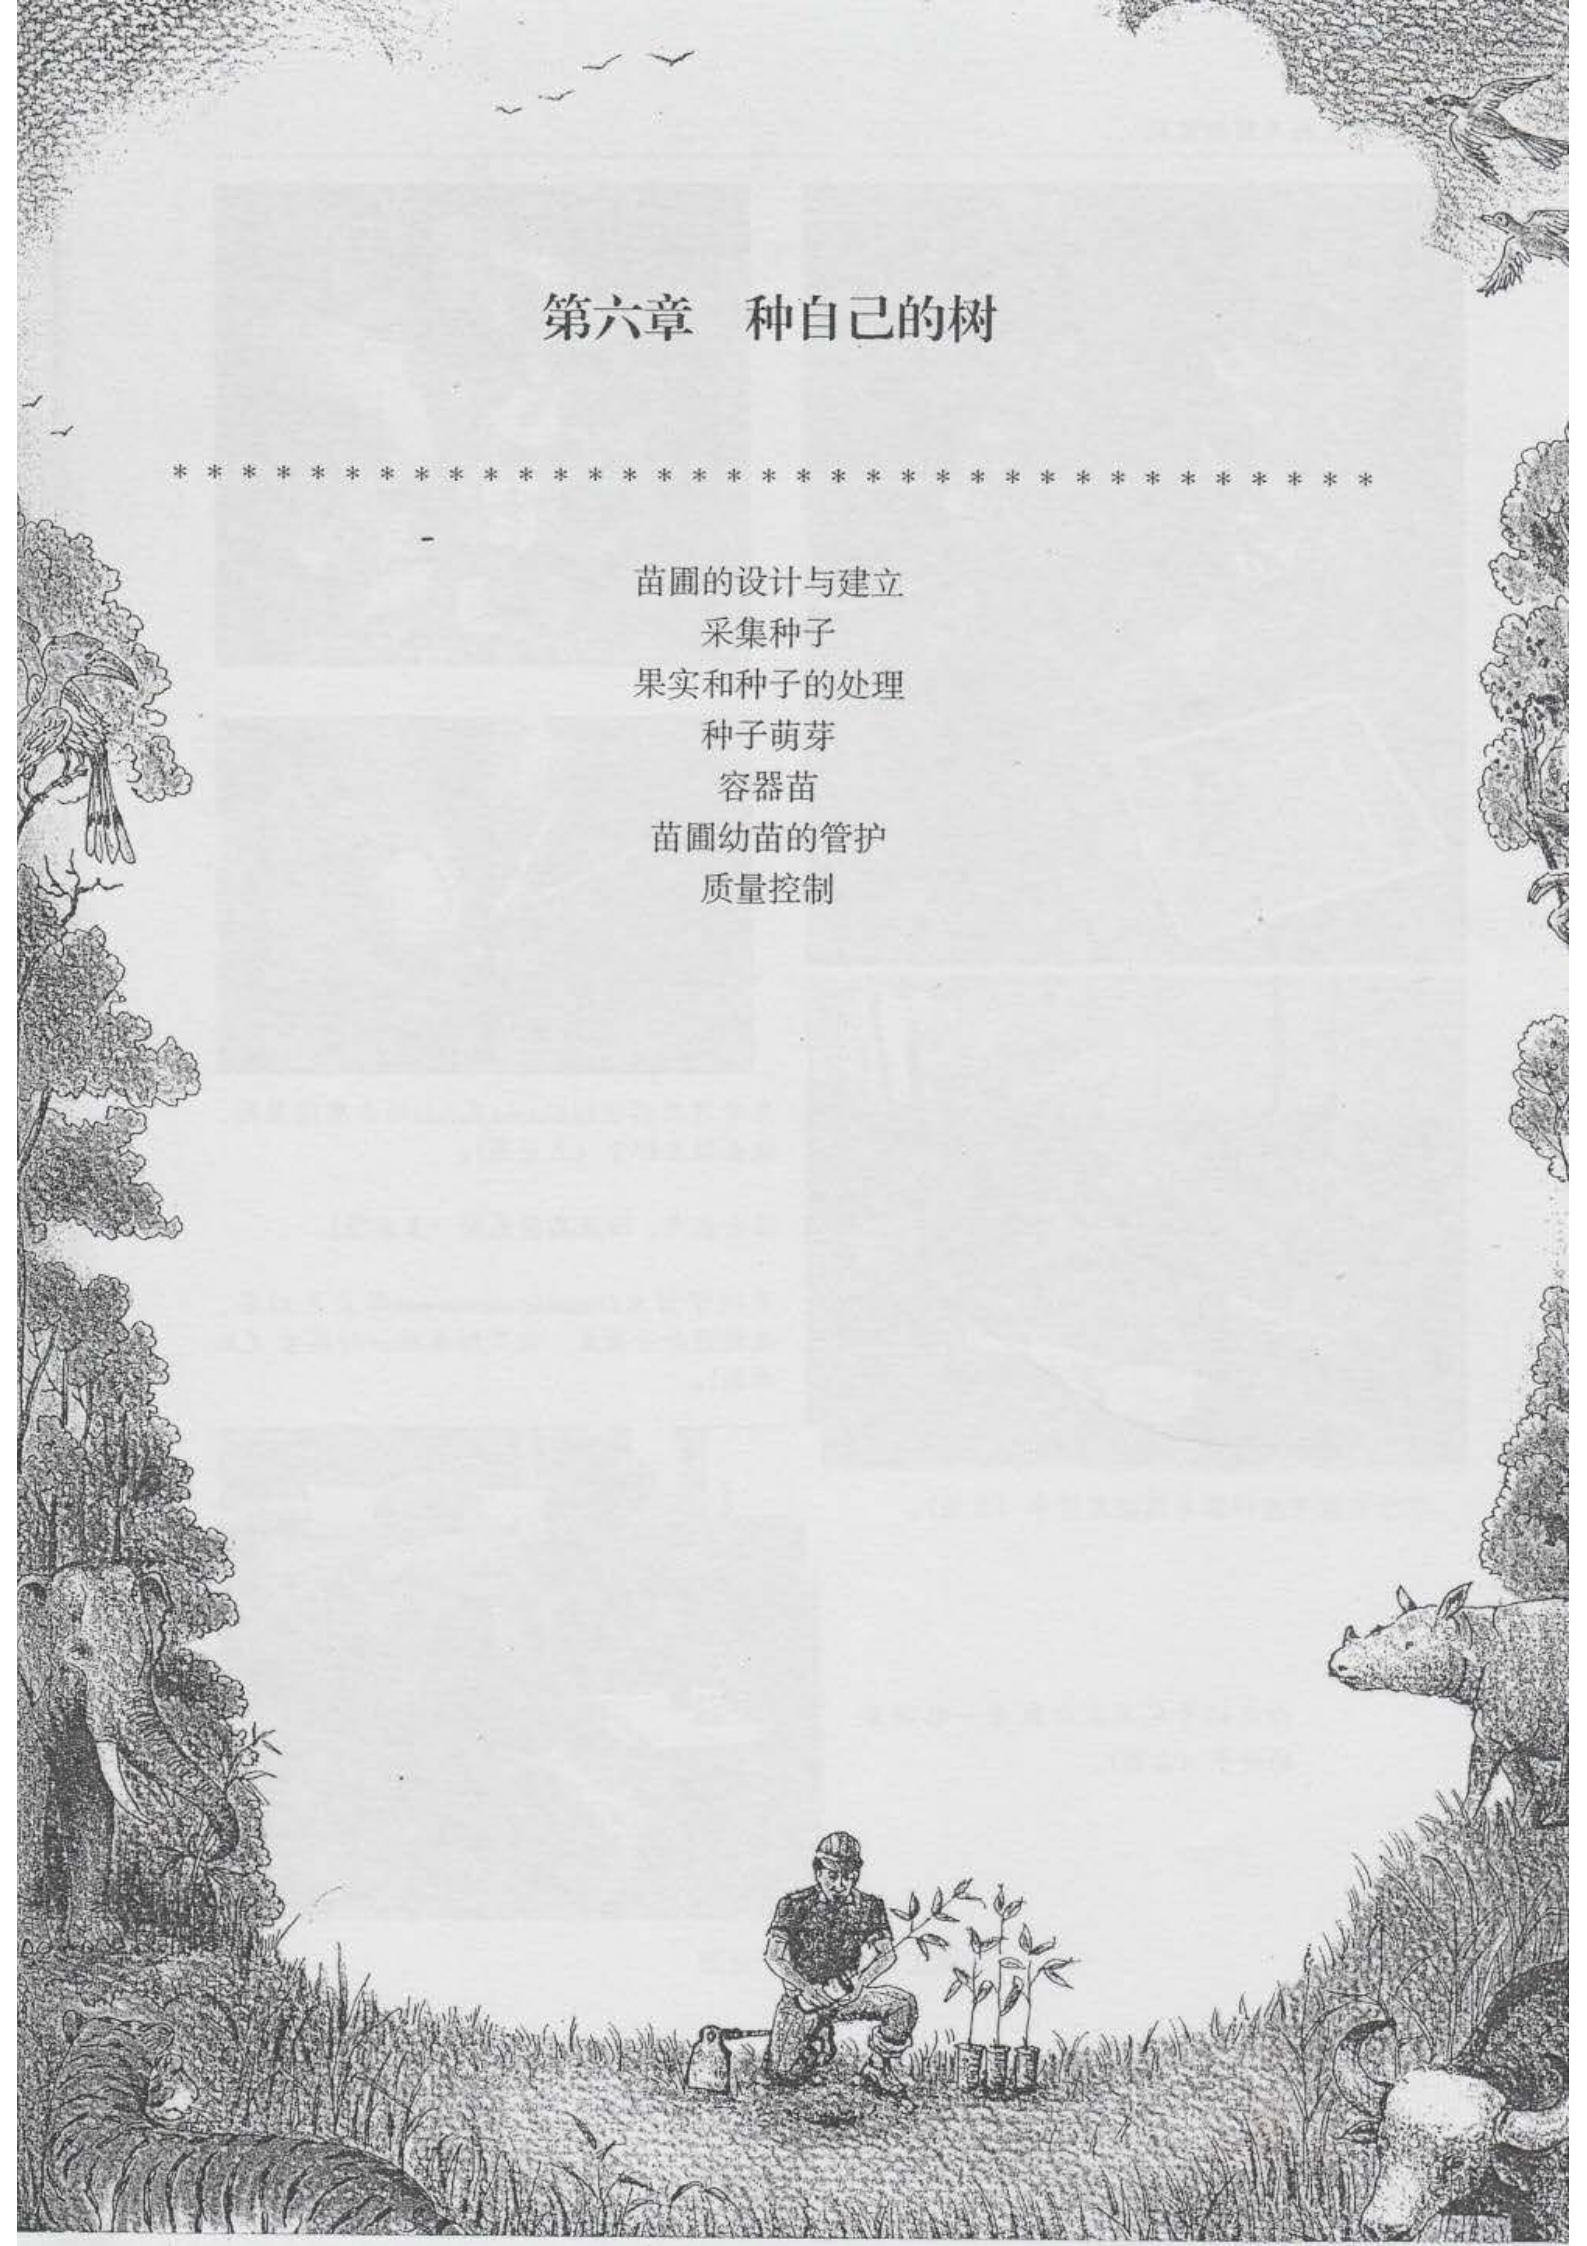 第六章 种自己的树
* * * * * * * * * * * * * * * * * * * * * * * * * * * * * * * * * * *
苗圃的设计与建立
采集种子
果实和种子的处理
种子萌芽
容器苗
苗圃幼苗的管护
质量控制